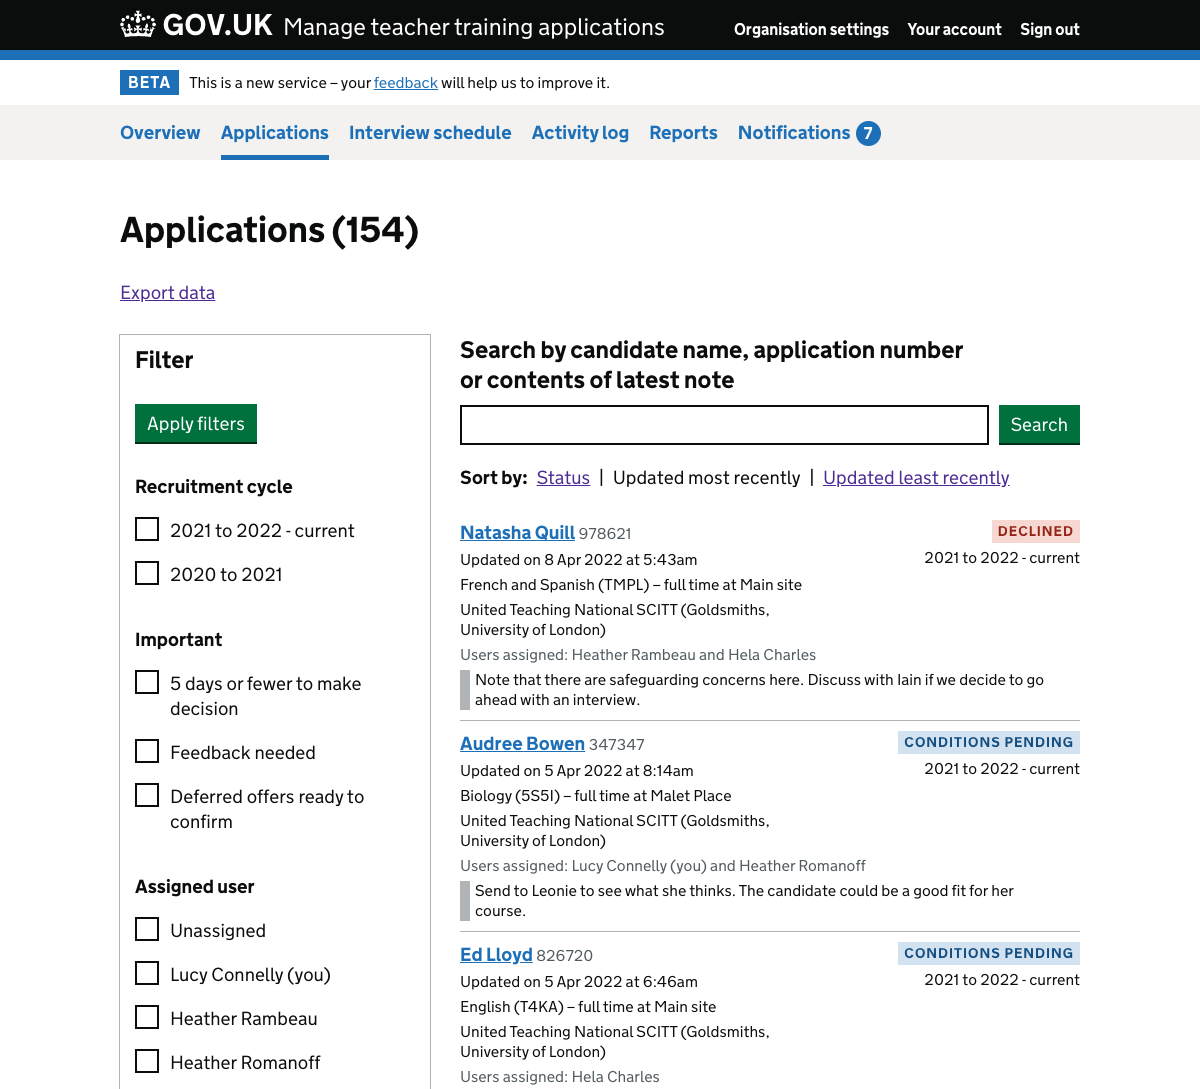 GOV.UK Manage teacher training applications
Organisation settings Your account Sign out
BETA This is a new service – your feedback will help us to improve it.
Overview Applications Interview schedule Activity log Reports Notifications 7
Applications (154)
Export data
Filter
Apply filters
Recruitment cycle
2021 to 2022 - current
2020 to 2021
Important
5 days or fewer to make
decision
Feedback needed
Deferred offers ready to
confirm
Assigned user
Unassigned
Lucy Connelly (you)
Heather Rambeau
Heather Romanoff
Search by candidate name, application number
or contents of latest note
Search
Sort by: Status | Updated most recently | Updated least recently
Natasha Quill 978621
DECLINED
Updated on 8 Apr 2022 at 5:43am
2021 to 2022 - current
French and Spanish (TMPL) – full time at Main site
United Teaching National SCITT (Goldsmiths,
University of London)
Users assigned: Heather Rambeau and Hela Charles
Note that there are safeguarding concerns here. Discuss with Iain if we decide to go
ahead with an interview.
Audree Bowen 347347
CONDITIONS PENDING
Updated on 5 Apr 2022 at 8:14am
2021 to 2022 - current
Biology (5S5I) – full time at Malet Place
United Teaching National SCITT (Goldsmiths,
University of London)
Users assigned: Lucy Connelly (you) and Heather Romanoff
Send to Leonie to see what she thinks. The candidate could be a good fit for her
course.
Ed Lloyd 826720
CONDITIONS PENDING
Updated on 5 Apr 2022 at 6:46am
2021 to 2022 - current
English (T4KA) – full time at Main site
United Teaching National SCITT (Goldsmiths,
University of London)
Users assigned: Hela Charles